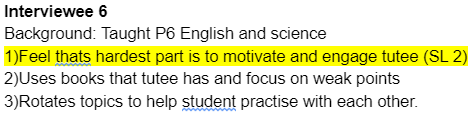 Interviewee 6
Background: Taught P6 English and science
1)Feel thats hardest part is to motivate and engage tutee (SL 2)
2)Uses books that tutee has and focus on weak points
3)Rotates topics to help student practise with each other.